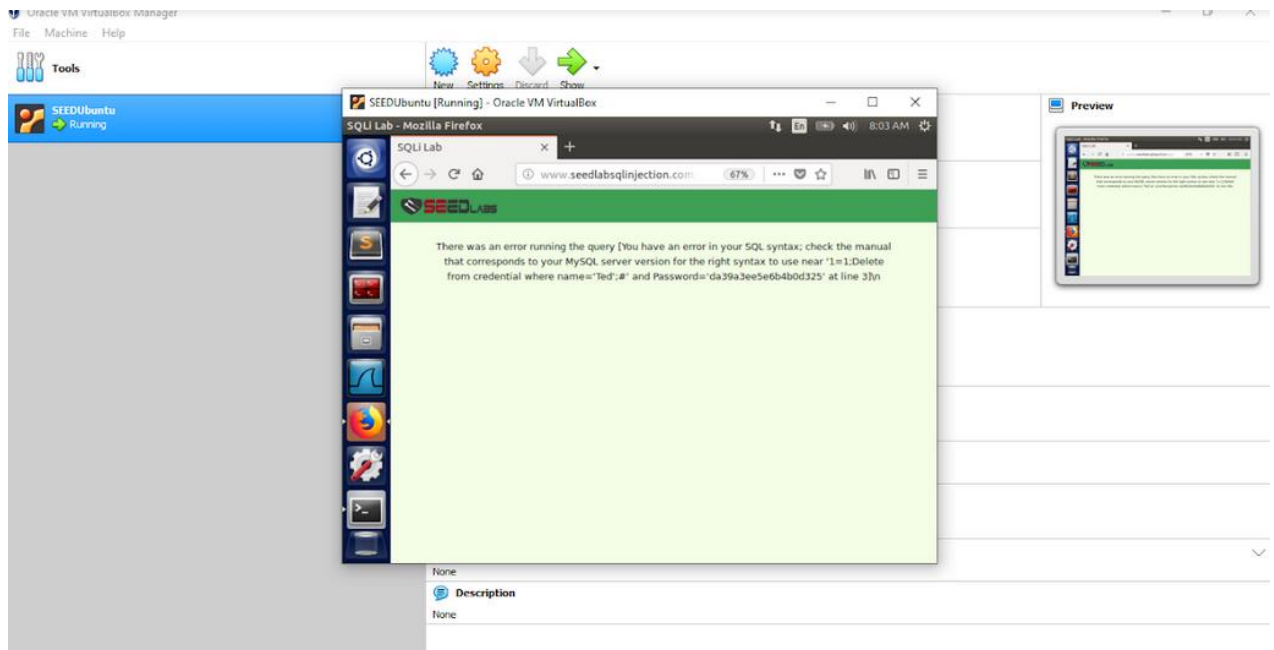 Oracle VM VirtualBox Manager
File Machine Help
Tools
New Settings Discard Show
SEEDUbuntu
Running
SEEDUbuntu [Running] - Oracle VM VirtualBox
Preview
SQLi Lab - Mozilla Firefox
En
8:03 AM
SQLi Lab
www.seedlabsqlinjection.com
67%
SEEDLABS
There was an error running the query [You have an error in your SQL syntax; check the manual
that corresponds to your MySQL server version for the right syntax to use near '1=1;Delete
from credential where name='Ted';#' and Password='da39a3ee5e6b4b0d325' at line 3]\n
None
Description
None